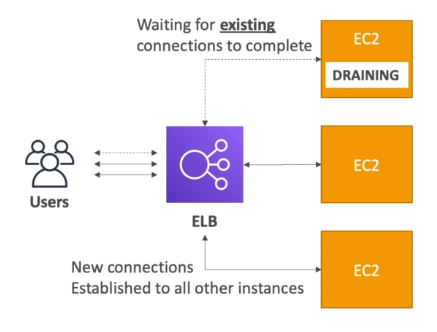 Waiting for existing
connections to complete
EC2
DRAINING
Users
ELB
EC2
New connections
Established to all other instances
EC2